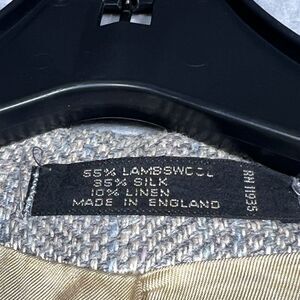 55% LAMBSWOOL
35% SILK
10% LINEN
MADE IN ENGLAND
RN 11935